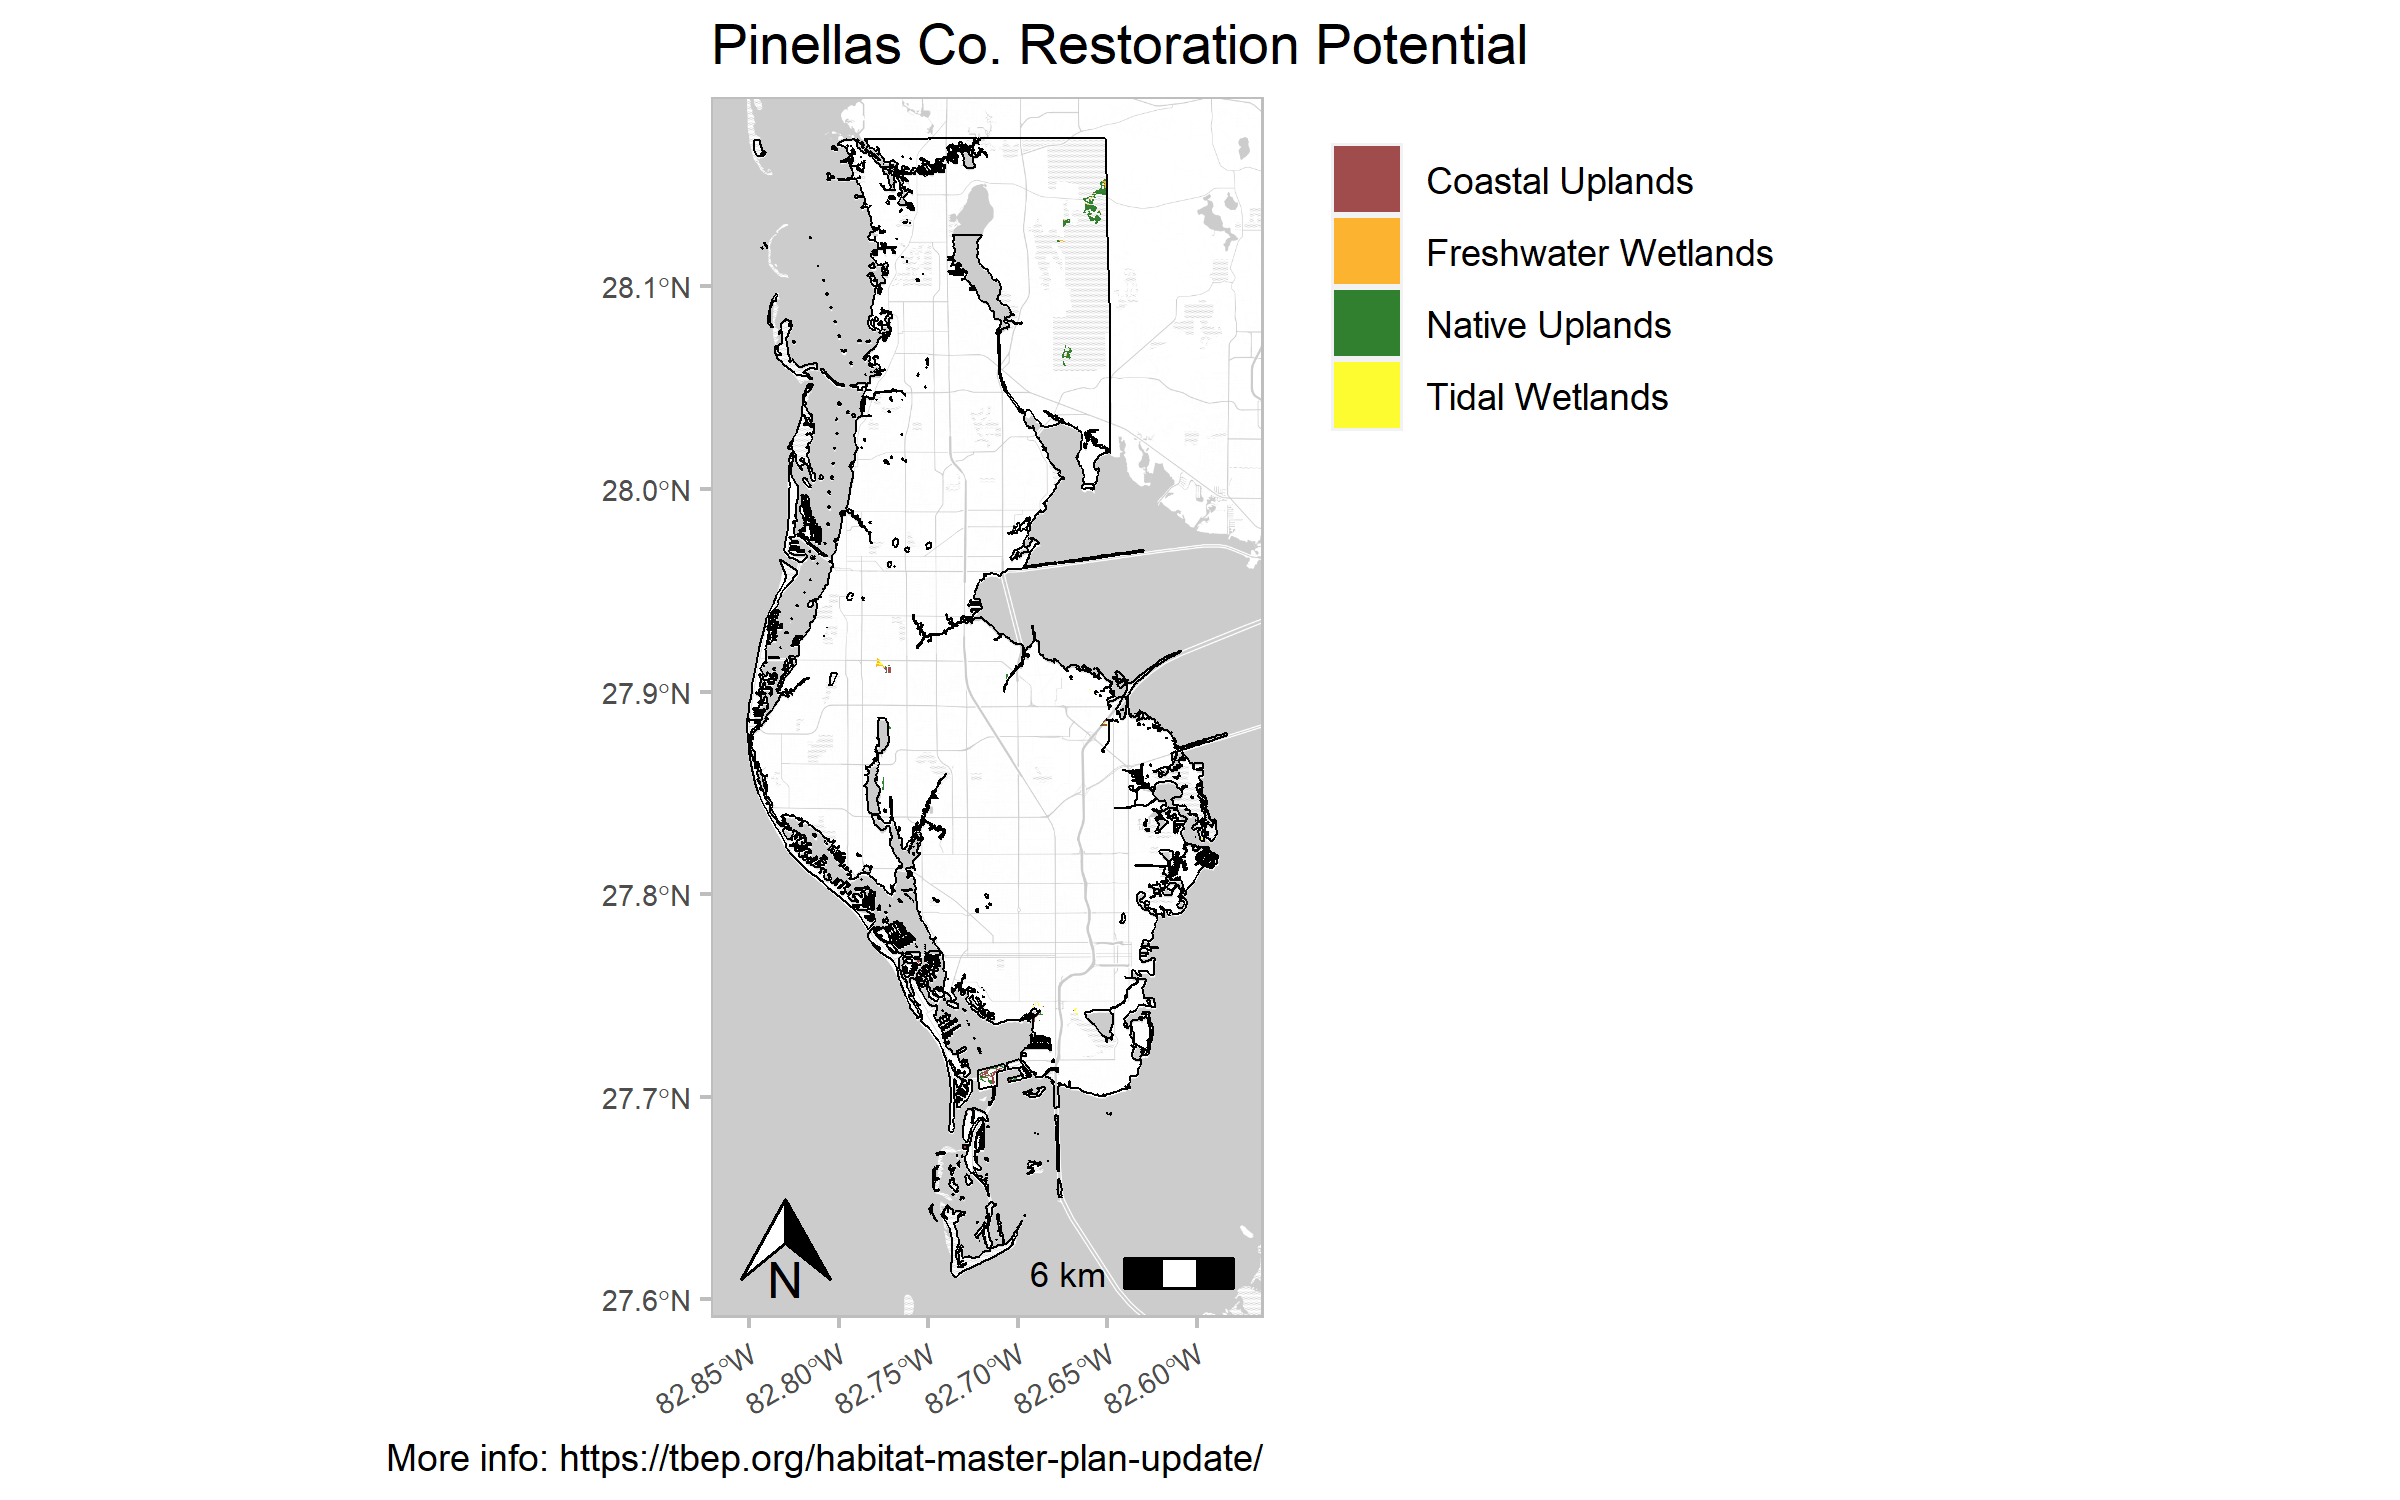 Pinellas Co. Restoration Potential
Coastal Uplands
Freshwater Wetlands
Native Uplands
Tidal Wetlands
28.1°N
28.0°N
27.9°N
27.8°N
27.7°N
27.6°N
N
6 km
82.85°W
82.80°W
82.75°W
82.70°W
82.65°W
82.60°W
More info: https://tbep.org/habitat-master-plan-update/